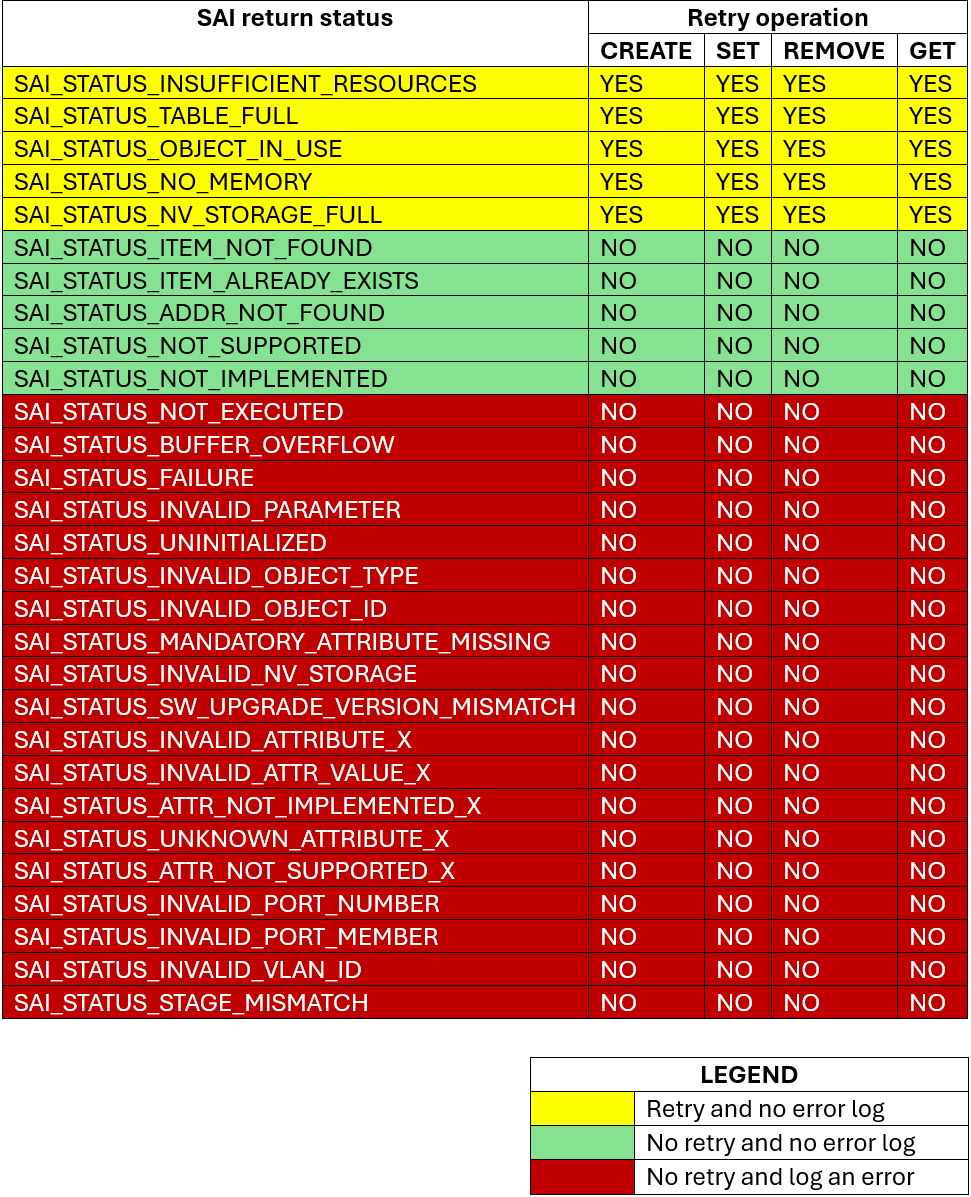 SAI return status Retry operation
CREATE SET REMOVE GET
SAI_STATUS_INSUFFICIENT_RESOURCES YES YES YES YES
SAI_STATUS_TABLE_FULL YES YES YES YES
SAI_STATUS_OBJECT_IN_USE YES YES YES YES
SAI_STATUS_NO_MEMORY YES YES YES YES
SAI_STATUS_NV_STORAGE_FULL YES YES YES YES
SAI_STATUS_ITEM_NOT_FOUND NO NO NO NO
SAI_STATUS_ITEM_ALREADY_EXISTS NO NO NO NO
SAI_STATUS_ADDR_NOT_FOUND NO NO NO NO
SAI_STATUS_NOT_SUPPORTED NO NO NO NO
SAI_STATUS_NOT_IMPLEMENTED NO NO NO NO
SAI_STATUS_NOT_EXECUTED NO NO NO NO
SAI_STATUS_BUFFER_OVERFLOW NO NO NO NO
SAI_STATUS_FAILURE NO NO NO NO
SAI_STATUS_INVALID_PARAMETER NO NO NO NO
SAI_STATUS_UNINITIALIZED NO NO NO NO
SAI_STATUS_INVALID_OBJECT_TYPE NO NO NO NO
SAI_STATUS_INVALID_OBJECT_ID NO NO NO NO
SAI_STATUS_MANDATORY_ATTRIBUTE_MISSING NO NO NO NO
SAI_STATUS_INVALID_NV_STORAGE NO NO NO NO
SAI_STATUS_SW_UPGRADE_VERSION_MISMATCH NO NO NO NO
SAI_STATUS_INVALID_ATTRIBUTE_X NO NO NO NO
SAI_STATUS_INVALID_ATTR_VALUE_X NO NO NO NO
SAI_STATUS_ATTR_NOT_IMPLEMENTED_X NO NO NO NO
SAI_STATUS_UNKNOWN_ATTRIBUTE_X NO NO NO NO
SAI_STATUS_ATTR_NOT_SUPPORTED_X NO NO NO NO
SAI_STATUS_INVALID_PORT_NUMBER NO NO NO NO
SAI_STATUS_INVALID_PORT_MEMBER NO NO NO NO
SAI_STATUS_INVALID_VLAN_ID NO NO NO NO
SAI_STATUS_STAGE_MISMATCH NO NO NO NO
LEGEND
Retry and no error log
No retry and no error log
No retry and log an error